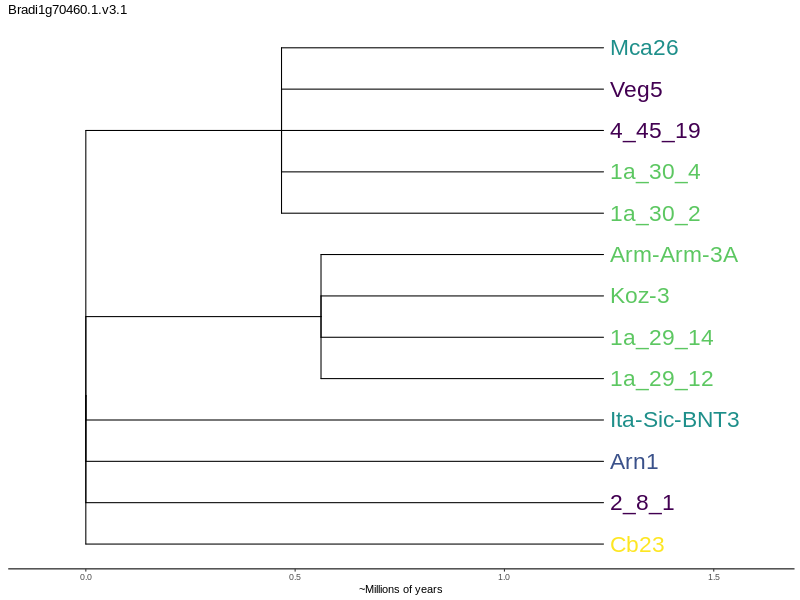 Bradi1g70460.1.v3.1
Mca26
Veg5
4_45_19
1a_30_4
1a_30_2
Arm-Arm-3A
Koz-3
1a_29_14
1a_29_12
Ita-Sic-BNT3
Arn1
2_8_1
Cb23
0.0 0.5 1.0 1.5
~Millions of years